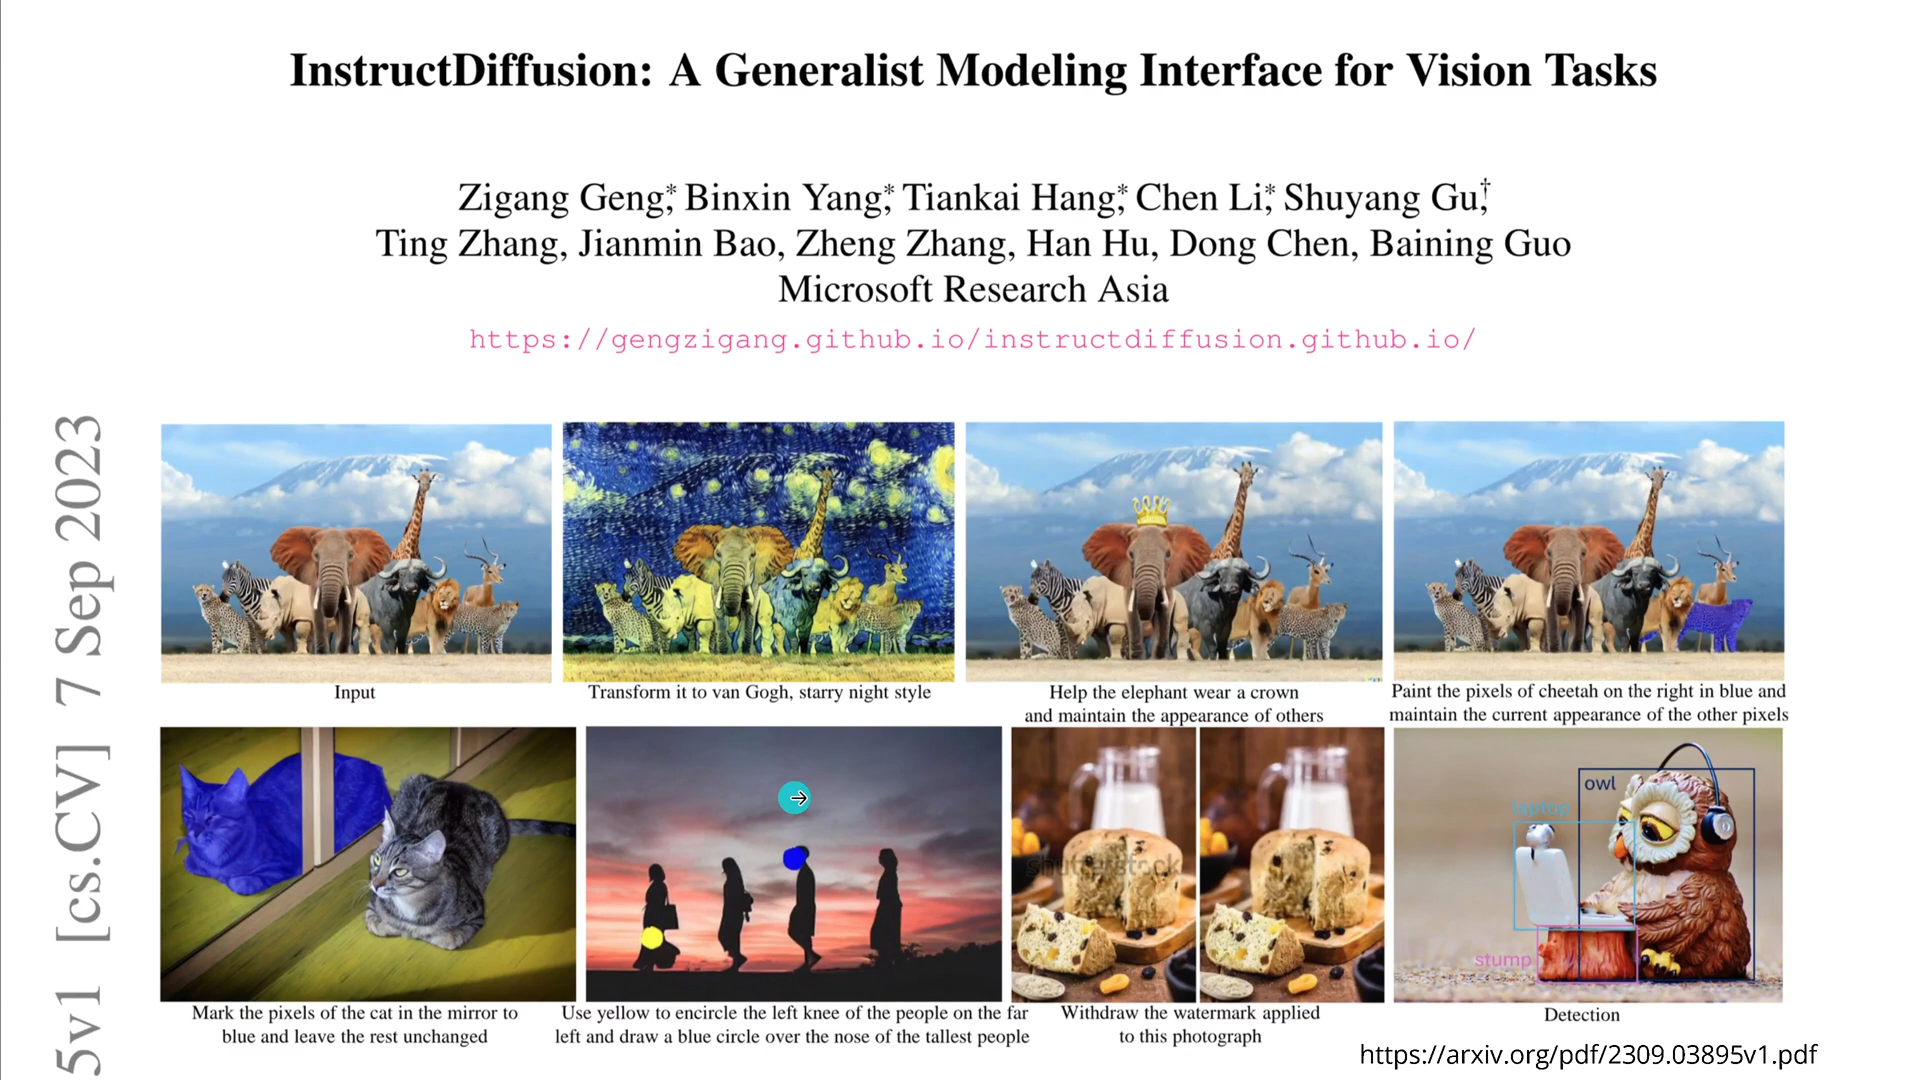 InstructDiffusion: A Generalist Modeling Interface for Vision Tasks
Zigang Geng,* Binxin Yang,* Tiankai Hang,* Chen Li,* Shuyang Gu,†
Ting Zhang, Jianmin Bao, Zheng Zhang, Han Hu, Dong Chen, Baining Guo
Microsoft Research Asia
https://gengzigang.github.io/instructdiffusion.github.io/
5v1 [cs.CV] 7 Sep 2023
Input
Transform it to van Gogh, starry night style
Help the elephant wear a crown
and maintain the appearance of others
Paint the pixels of cheetah on the right in blue and
maintain the current appearance of the other pixels
shutterstock
owl
laptop
stump
Mark the pixels of the cat in the mirror to
blue and leave the rest unchanged
Use yellow to encircle the left knee of the people on the far
left and draw a blue circle over the nose of the tallest people
Withdraw the watermark applied
to this photograph
Detection
https://arxiv.org/pdf/2309.03895v1.pdf